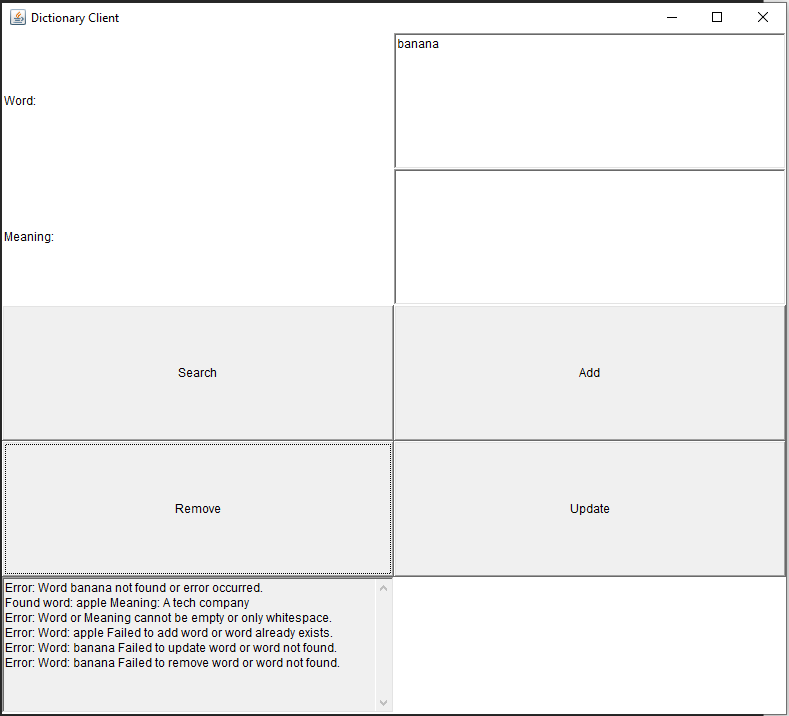 Dictionary Client
Word:
banana
Meaning:
Search
Add
Remove
Update
Error: Word banana not found or error occurred.
Found word: apple Meaning: A tech company
Error: Word or Meaning cannot be empty or only whitespace.
Error: Word: apple Failed to add word or word already exists.
Error: Word: banana Failed to update word or word not found.
Error: Word: banana Failed to remove word or word not found.